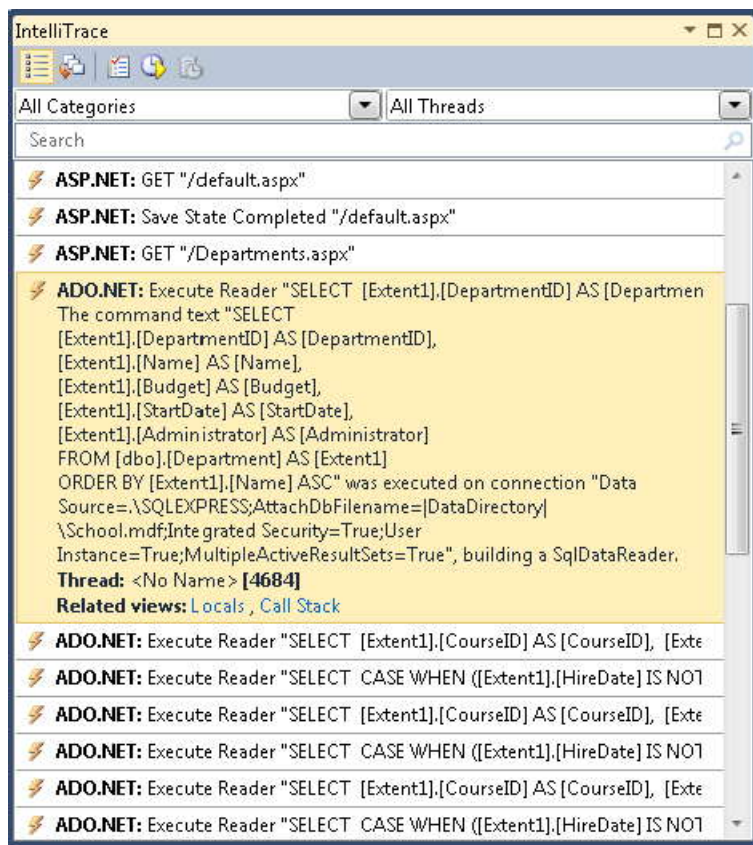 IntelliTrace
All Categories
All Threads
Search
ASP.NET: GET "/default.aspx"
ASP.NET: Save State Completed "/default.aspx"
ASP.NET: GET "/Departments.aspx"
ADO.NET: Execute Reader "SELECT [Extent1].[DepartmentID] AS [Departmen
The command text "SELECT
[Extent1].[DepartmentID] AS [DepartmentID],
[Extent1].[Name] AS [Name],
[Extent1].[Budget] AS [Budget],
[Extent1].[StartDate] AS [StartDate],
[Extent1].[Administrator] AS [Administrator]
FROM [dbo].[Department] AS [Extent1]
ORDER BY [Extent1].[Name] ASC" was executed on connection "Data
Source=.\SQLEXPRESS;AttachDbFilename=|DataDirectory|
\School.mdf;Integrated Security=True;User
Instance=True;MultipleActiveResultSets=True", building a SqlDataReader.
Thread: <No Name> [4684]
Related views: Locals , Call Stack
ADO.NET: Execute Reader "SELECT [Extent1].[CourseID] AS [CourseID], [Exte
ADO.NET: Execute Reader "SELECT CASE WHEN ([Extent1].[HireDate] IS NOT
ADO.NET: Execute Reader "SELECT [Extent1].[CourseID] AS [CourseID], [Exte
ADO.NET: Execute Reader "SELECT CASE WHEN ([Extent1].[HireDate] IS NOT
ADO.NET: Execute Reader "SELECT [Extent1].[CourseID] AS [CourseID], [Exte
ADO.NET: Execute Reader "SELECT CASE WHEN ([Extent1].[HireDate] IS NOT